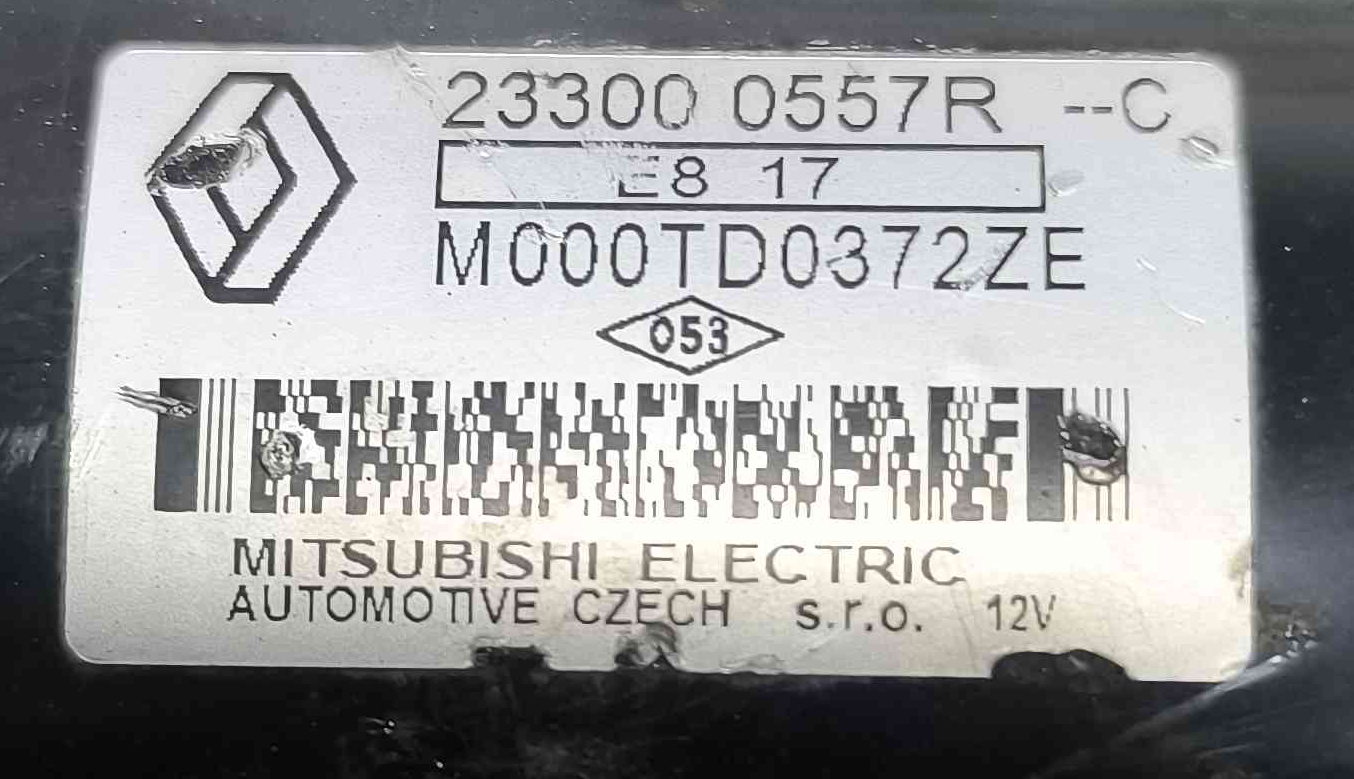 23300 0557R --C
E8 17
M000TD0372ZE
053
MITSUBISHI ELECTRIC
AUTOMOTIVE CZECH s.r.o. 12V